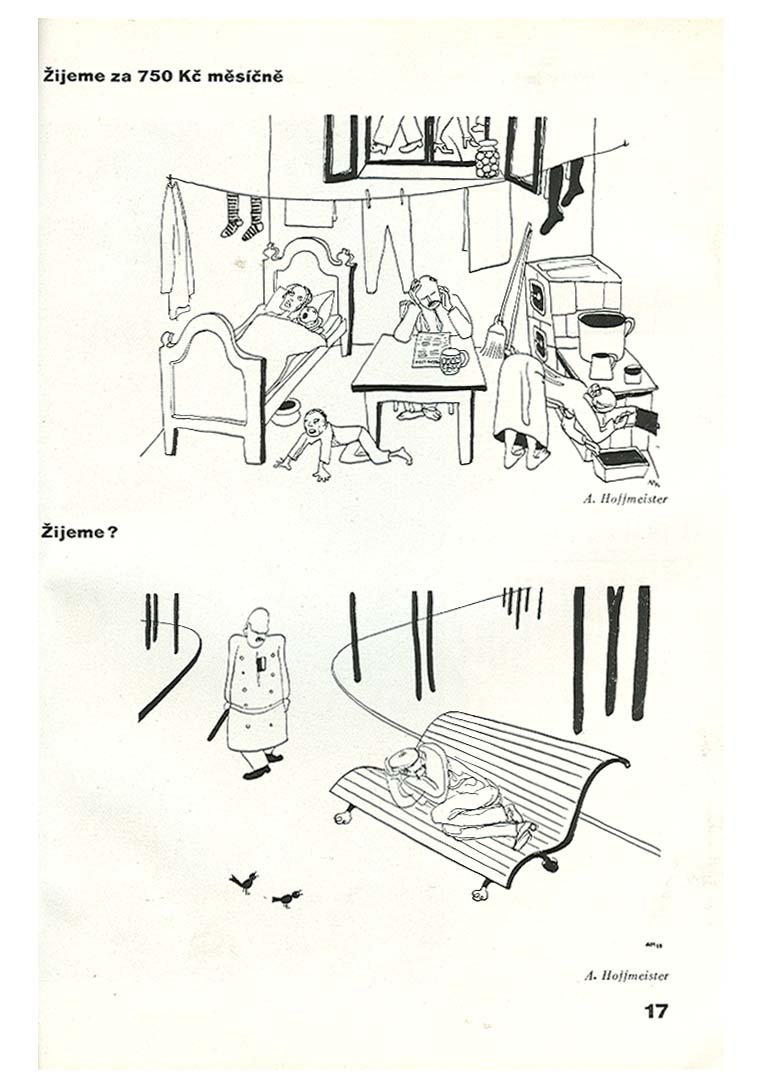 Žijeme za 750 Kč měsíčně
A. Hoffmeister
Žijeme?
A. Hoffmeister
17